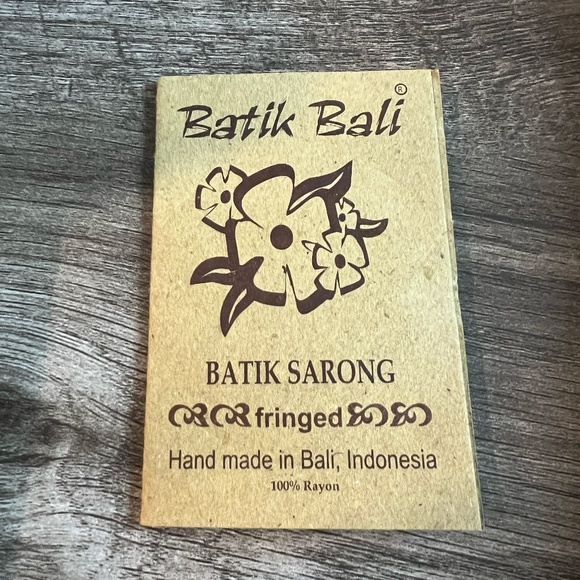 Batik Bali ®
BATIK SARONG
fringed
Hand made in Bali, Indonesia
100% Rayon